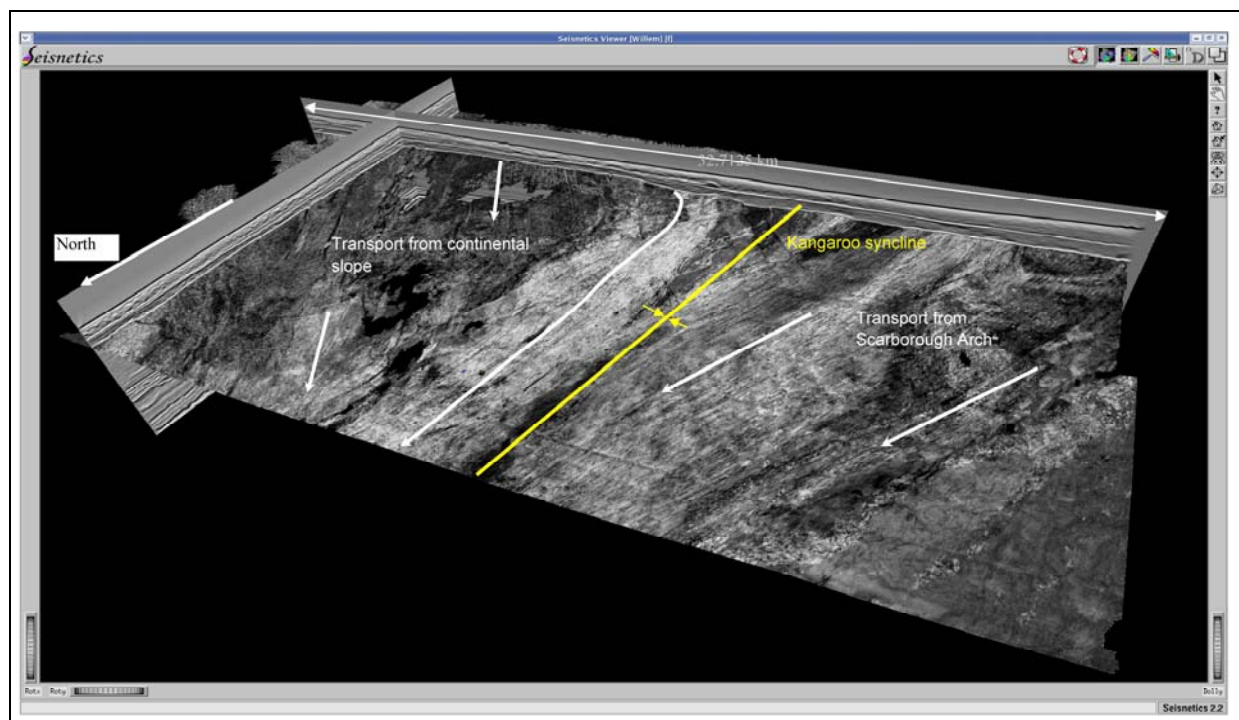 Seisnetics Viewer [Willem] [f]
Seisnetics
32.7125 km
North
Transport from continental
slope
Kangaroo syncline
Transport from
Scarborough Arch
Rotx Roty
Dolly
Seisnetics 2.2